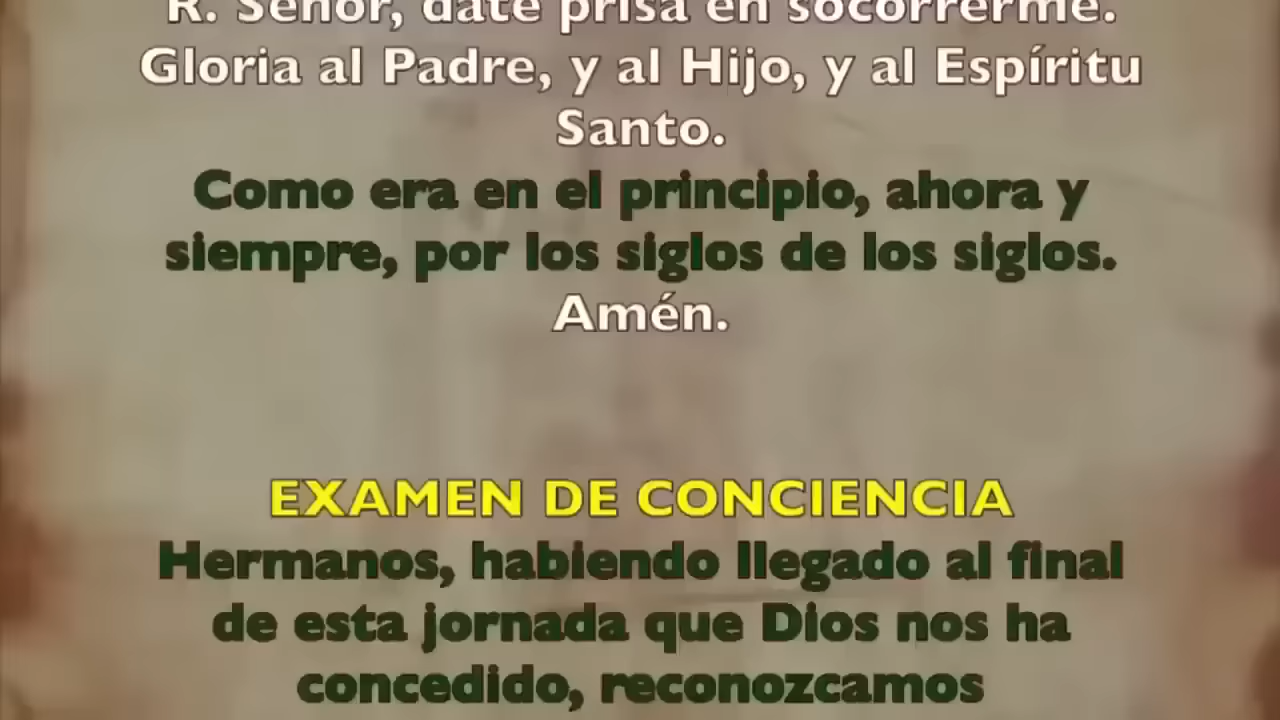 R. Señor, date prisa en socorrerme.
Gloria al Padre, y al Hijo, y al Espíritu
Santo.
Como era en el principio, ahora y
siempre, por los siglos de los siglos.
Amén.
EXAMEN DE CONCIENCIA
Hermanos, habiendo llegado al final
de esta jornada que Dios nos ha
concedido, reconozcamos